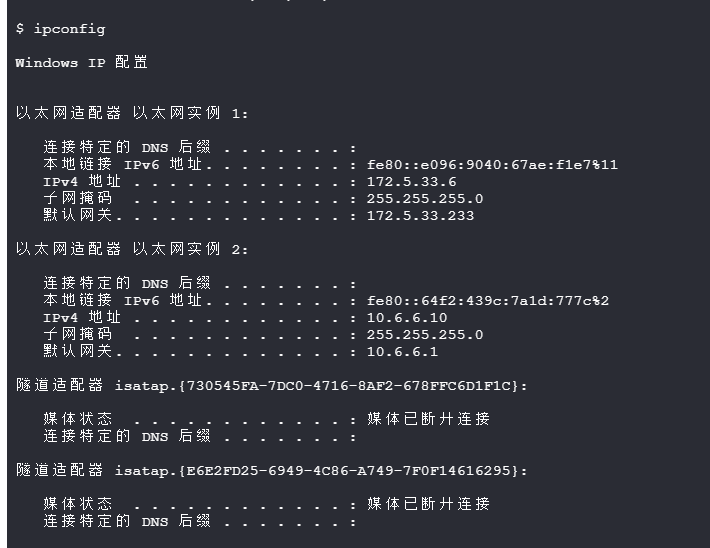 $ ipconfig
Windows IP 配置
以太网适配器 以太网实例 1:
连接特定的 DNS 后缀 . . . . . . . :
本地链接 IPv6 地址. . . . . . . . : fe80::e096:9040:67ae:f1e7%11
IPv4 地址 . . . . . . . . . . . . : 172.5.33.6
子网掩码  . . . . . . . . . . . . : 255.255.255.0
默认网关. . . . . . . . . . . . . : 172.5.33.233
以太网适配器 以太网实例 2:
连接特定的 DNS 后缀 . . . . . . . :
本地链接 IPv6 地址. . . . . . . . : fe80::64f2:439c:7a1d:777c%2
IPv4 地址 . . . . . . . . . . . . : 10.6.6.10
子网掩码  . . . . . . . . . . . . : 255.255.255.0
默认网关. . . . . . . . . . . . . : 10.6.6.1
隧道适配器 isatap.{730545FA-7DC0-4716-8AF2-678FFC6D1F1C}:
媒体状态  . . . . . . . . . . . . : 媒体已断开连接
连接特定的 DNS 后缀 . . . . . . . :
隧道适配器 isatap.{E6E2FD25-6949-4C86-A749-7F0F14616295}:
媒体状态  . . . . . . . . . . . . : 媒体已断开连接
连接特定的 DNS 后缀 . . . . . . . :